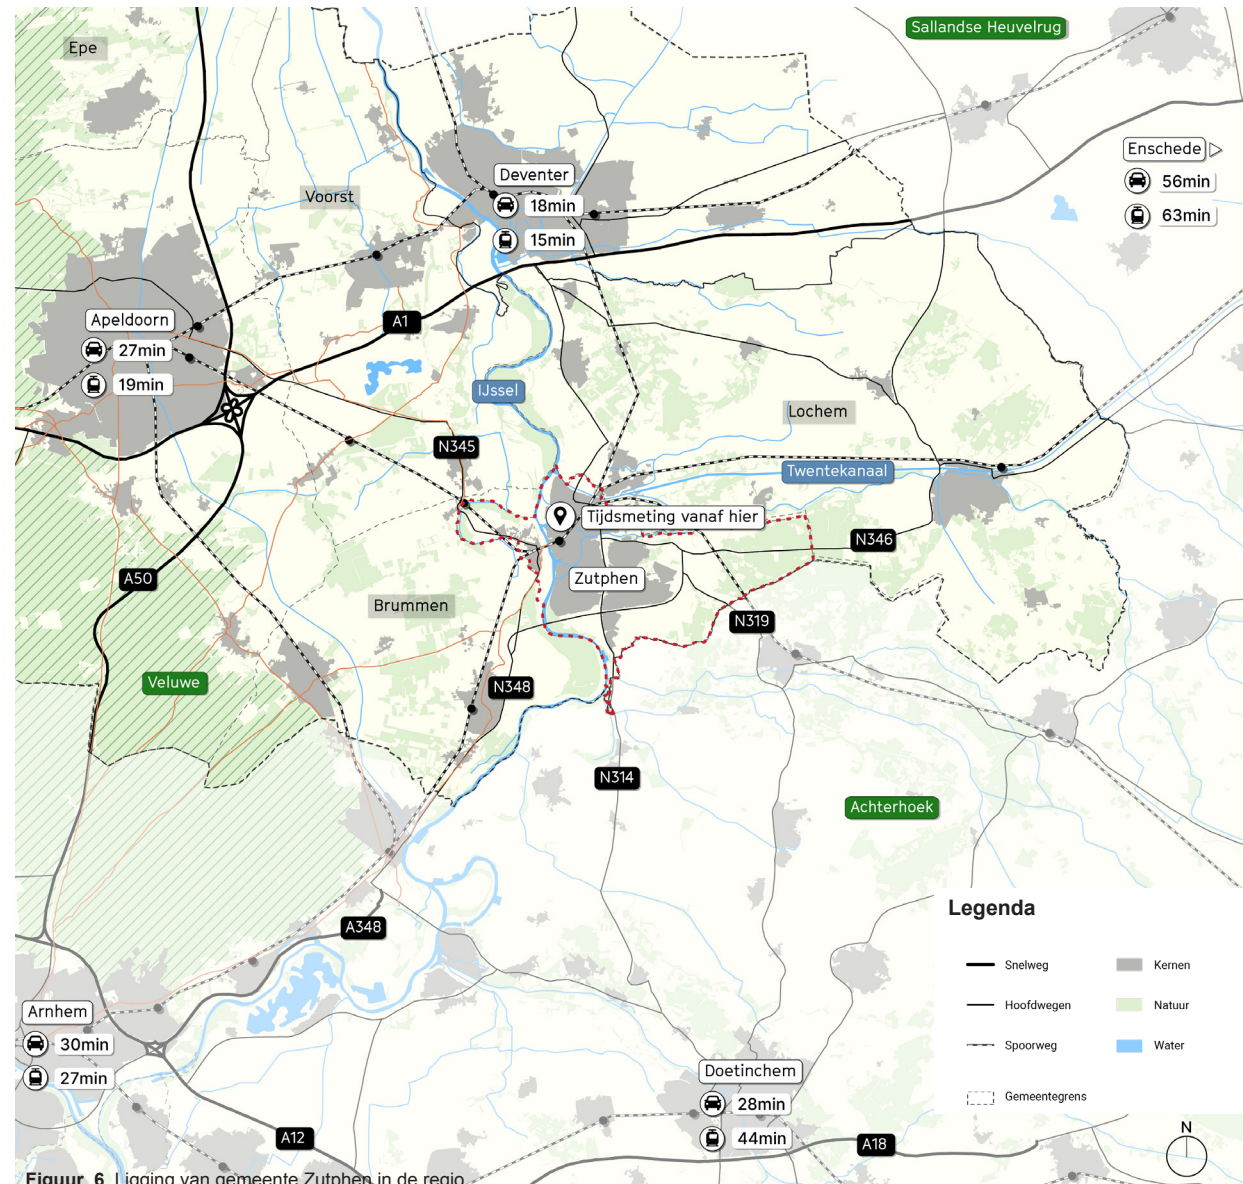 Epe
Sallandse Heuvelrug
Enschede
56min
63min
Deventer
18min
15min
Voorst
Apeldoorn
27min
19min
A1
IJssel
Lochem
N345
Twentekanaal
Tijdsmeting vanaf hier
N346
A50
Zutphen
Brummen
N319
Veluwe
N348
N314
Achterhoek
A348
Legenda
Snelweg
Kernen
Hoofdwegen
Natuur
Spoorweg
Water
Gemeentegrens
Arnhem
30min
27min
Doetinchem
28min
44min
A12
A18
N
Figuur 6 Ligging van gemeente Zutphen in de regio